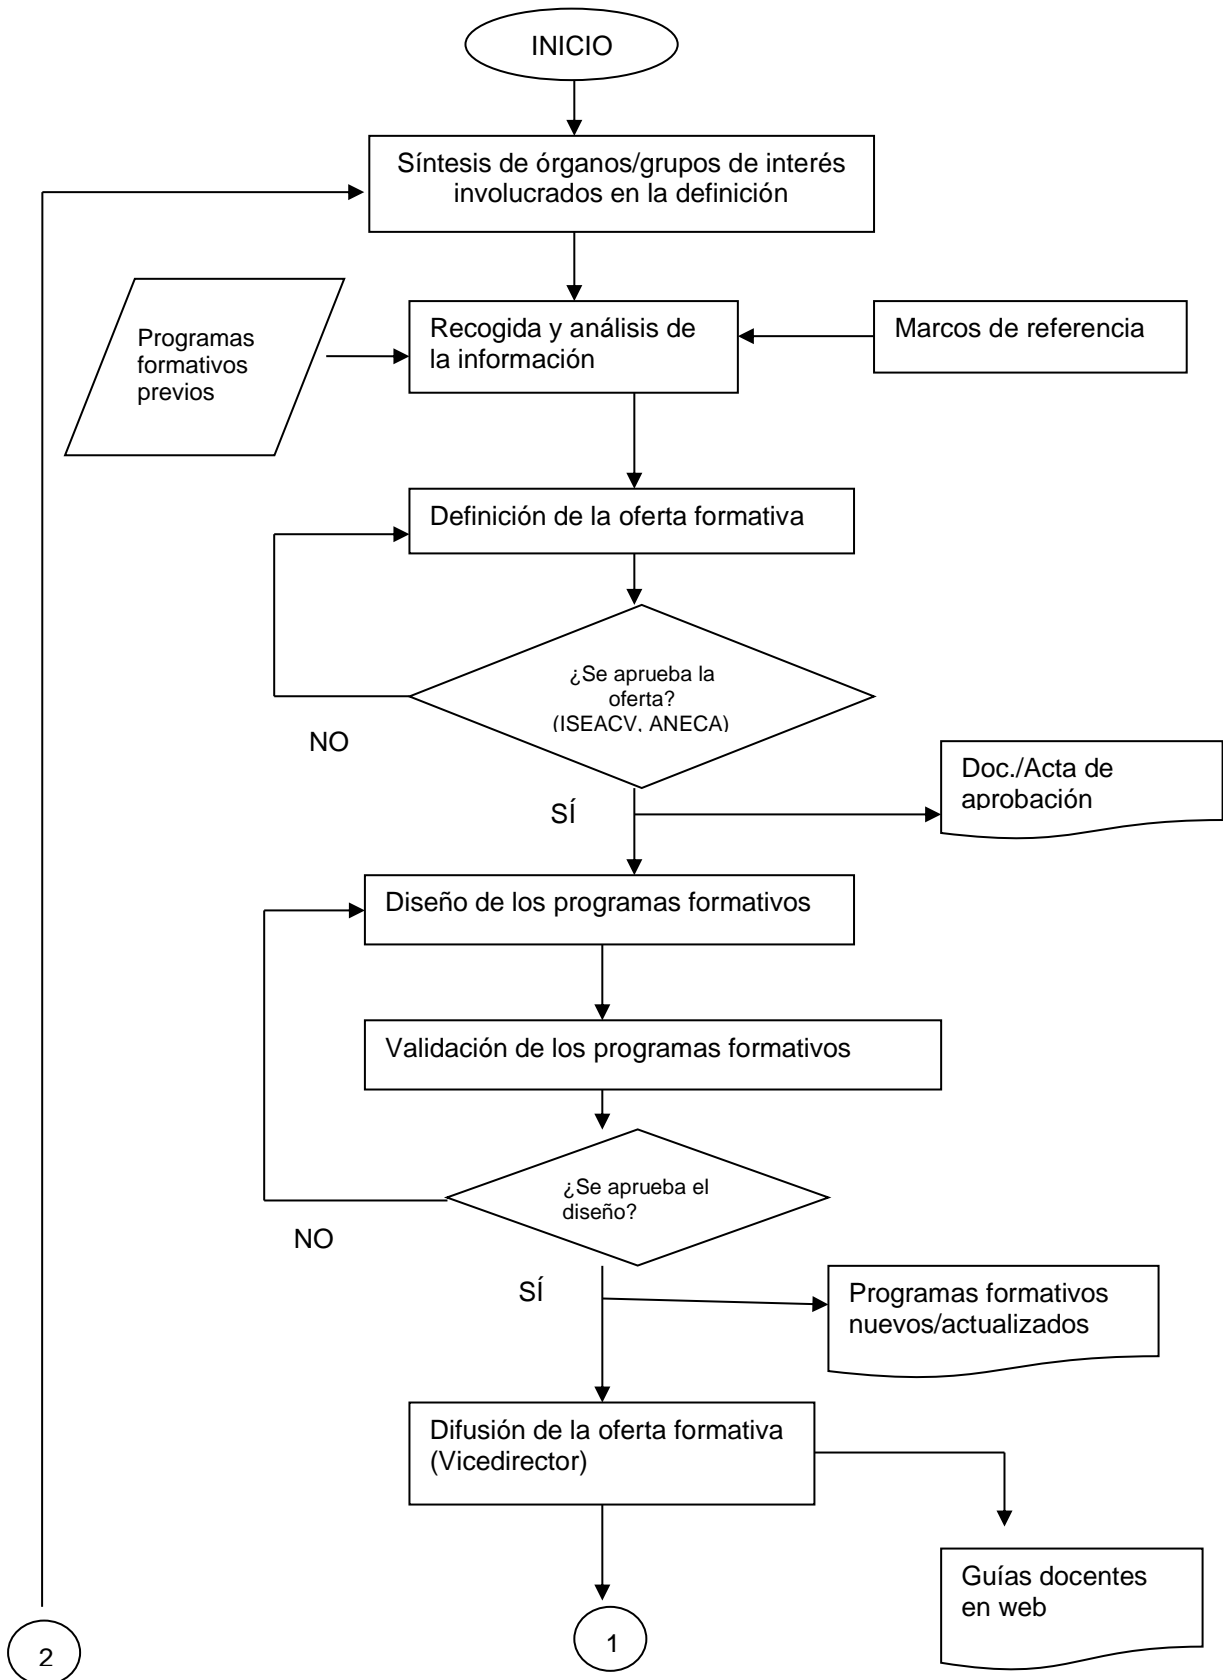 INICIO
Síntesis de órganos/grupos de interés
involucrados en la definición
Programas
formativos
previos
Recogida y análisis de
la información
Marcos de referencia
Definición de la oferta formativa
¿Se aprueba la
oferta?
(ISEACV, ANECA)
NO
Doc./Acta de
aprobación
SÍ
Diseño de los programas formativos
Validación de los programas formativos
¿Se aprueba el
diseño?
NO
SÍ
Programas formativos
nuevos/actualizados
Difusión de la oferta formativa
(Vicedirector)
Guías docentes
en web
2
1